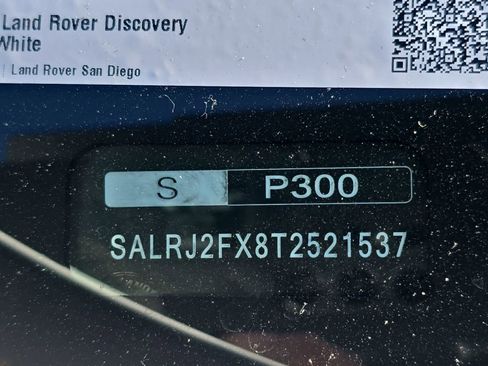 Land Rover Discovery
White
Land Rover San Diego
S P300
SALRJ2FX8T2521537